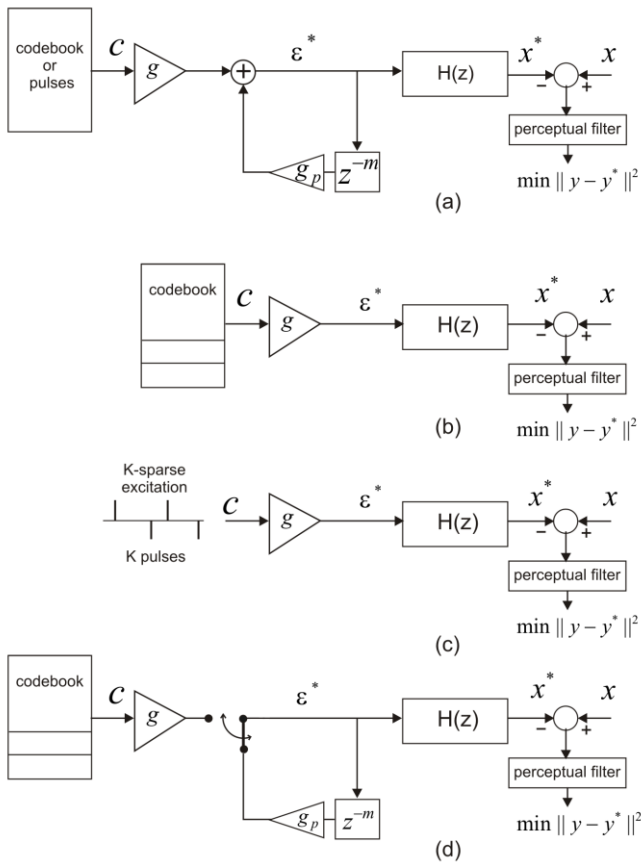 codebook
or
pulses
c
g
+
ε*
H(z)
x*
x
− +
perceptual filter
g_p
z^{-m}
min || y − y* ||²
(a)
codebook
c
g
ε*
H(z)
x*
x
− +
perceptual filter
min || y − y* ||²
(b)
K-sparse
excitation
K pulses
c
g
ε*
H(z)
x*
x
− +
perceptual filter
min || y − y* ||²
(c)
codebook
c
g
ε*
H(z)
x*
x
− +
perceptual filter
g_p
z^{-m}
min || y − y* ||²
(d)